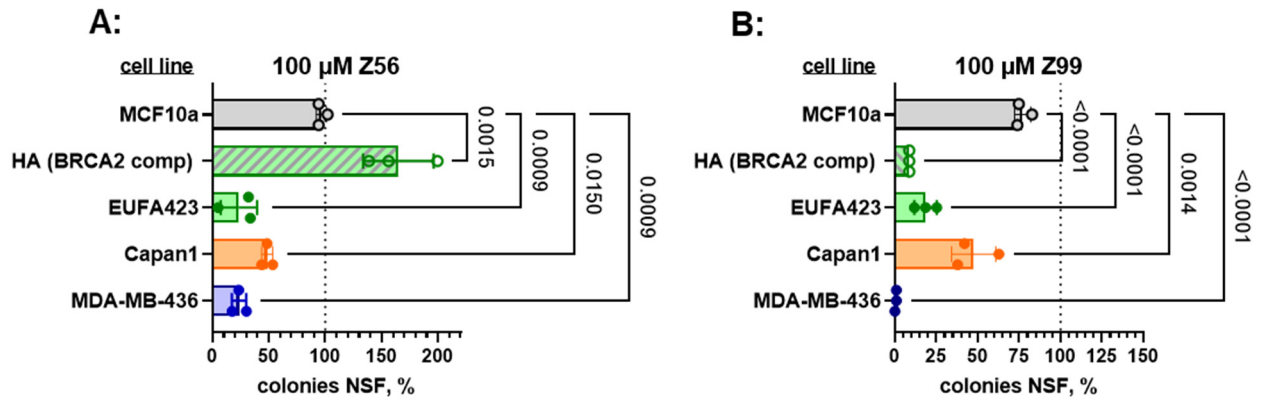 A:
cell line
100 µM Z56
MCF10a
HA (BRCA2 comp)
EUFA423
Capan1
MDA-MB-436
0.0015
0.0009
0.0150
0.0009
0 50 100 150 200
colonies NSF, %
B:
cell line
100 µM Z99
MCF10a
HA (BRCA2 comp)
EUFA423
Capan1
MDA-MB-436
<0.0001
<0.0001
0.0014
<0.0001
0 25 50 75 100 125 150
colonies NSF, %